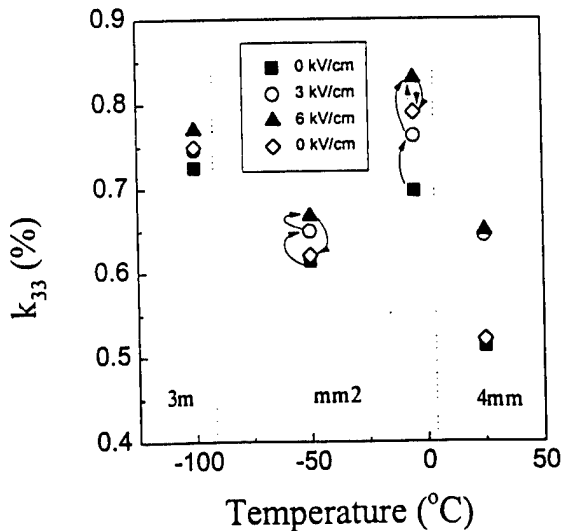 0.9
0.8
0.7
0.6
0.5
0.4
k33 (%)
0 kV/cm
3 kV/cm
6 kV/cm
0 kV/cm
3m
mm2
4mm
-100
-50
0
50
Temperature (°C)